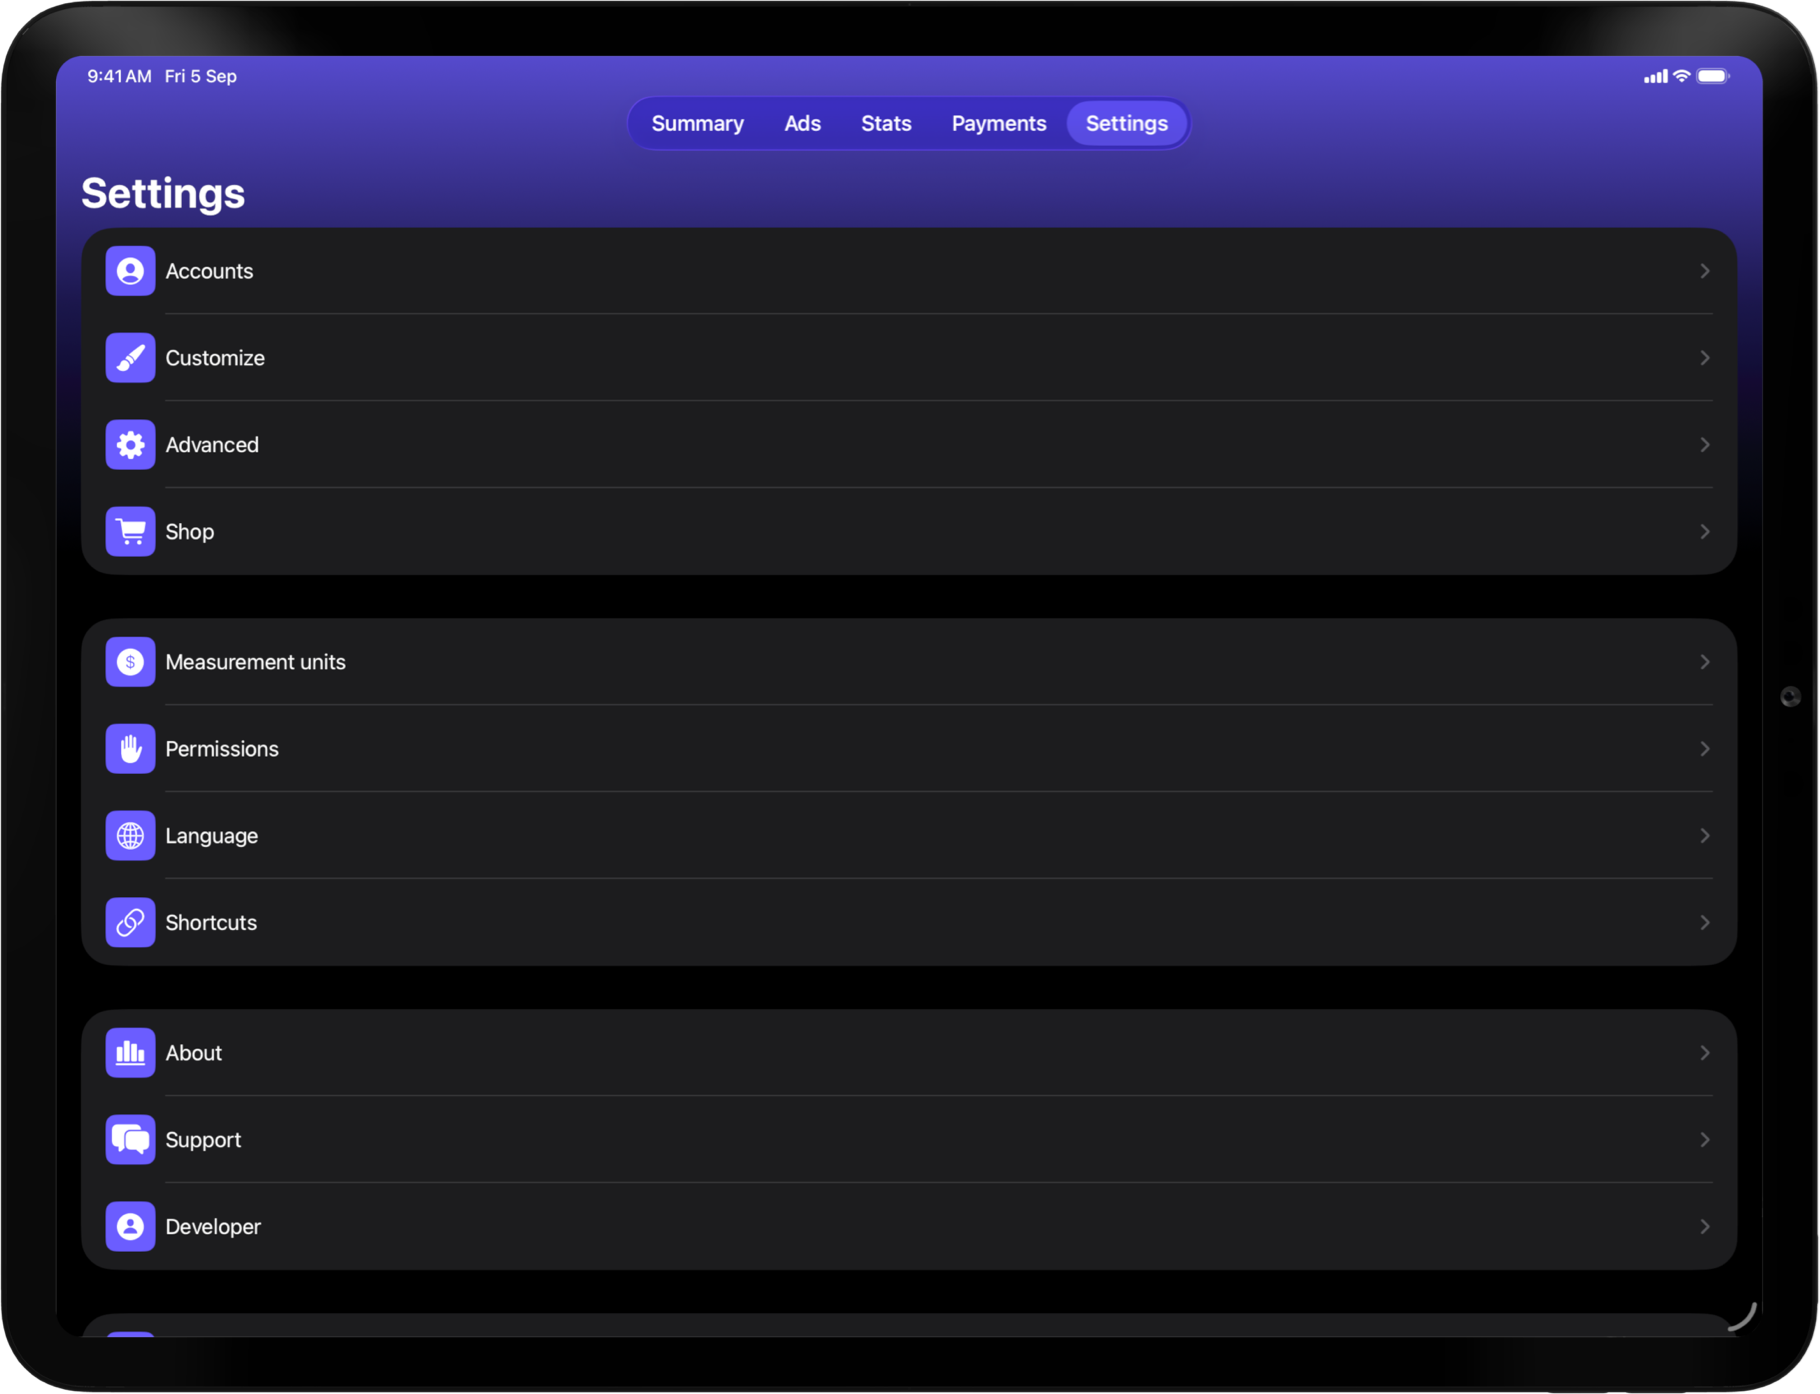 9:41 AM Fri 5 Sep
Summary Ads Stats Payments Settings
Settings
Accounts
Customize
Advanced
Shop
$
Measurement units
Permissions
Language
Shortcuts
About
Support
Developer